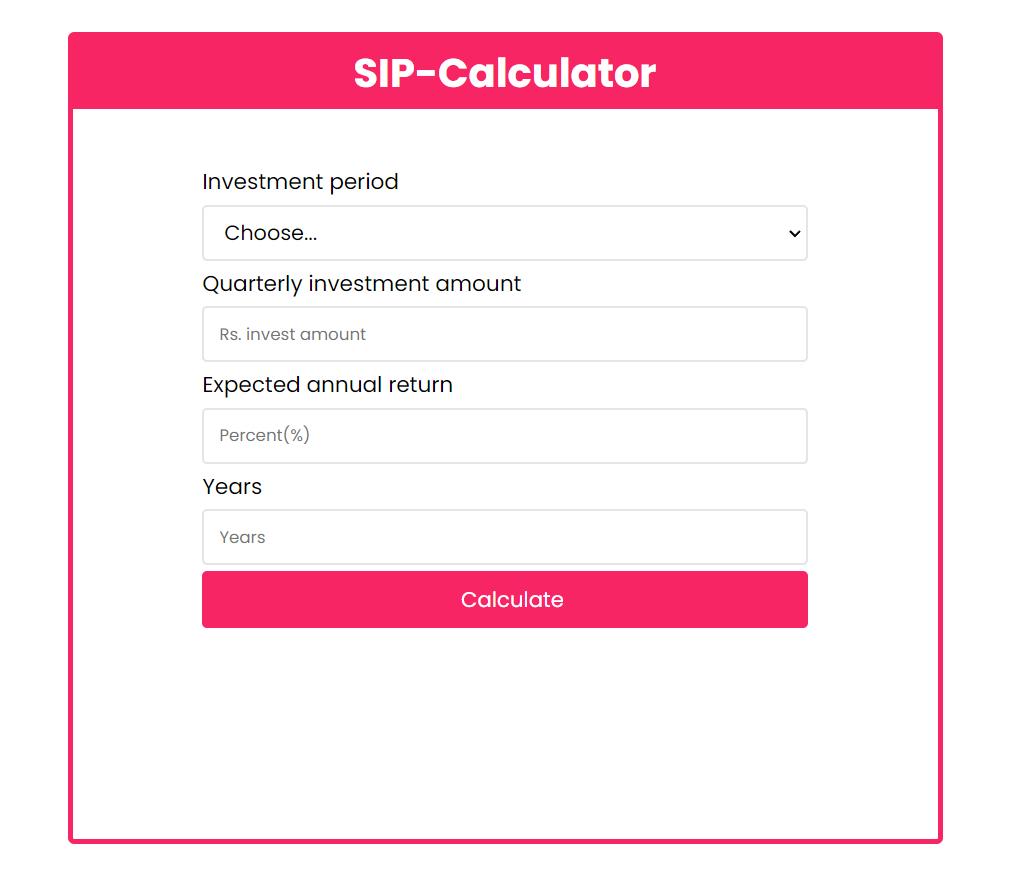 SIP-Calculator
Investment period
Choose...
Quarterly investment amount
Rs. invest amount
Expected annual return
Percent(%)
Years
Years
Calculate